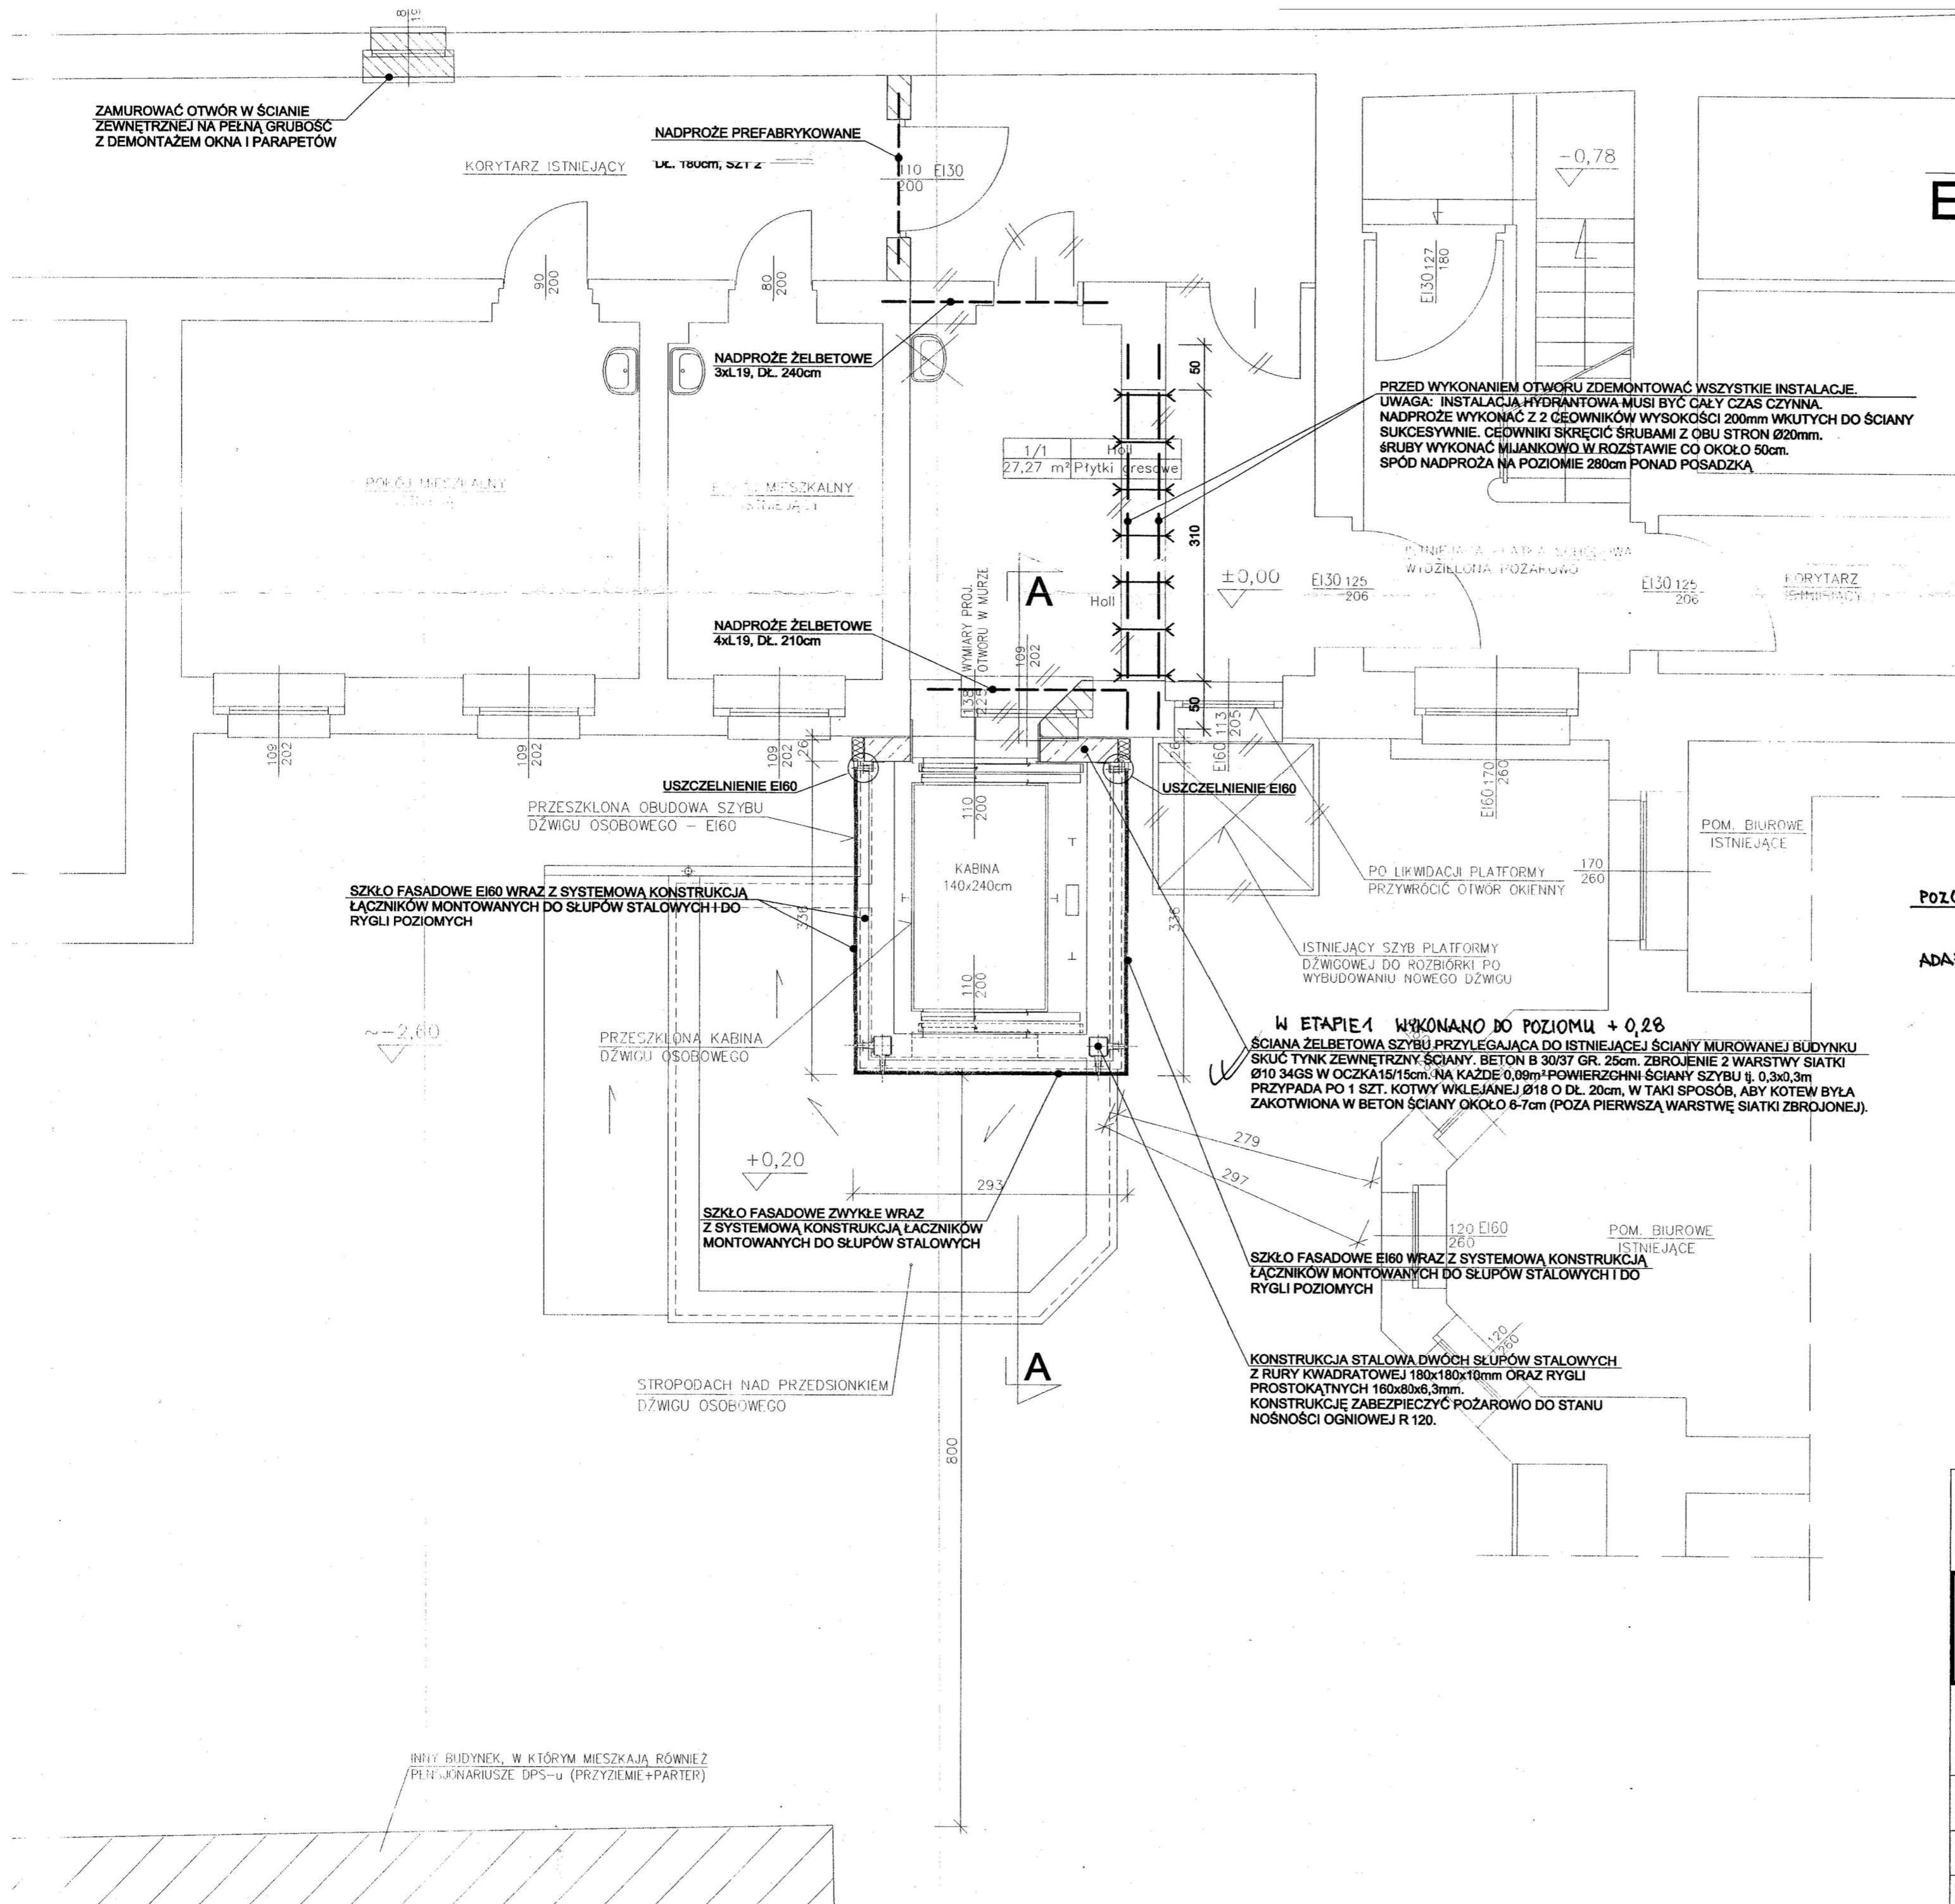 8
ZAMUROWAĆ OTWÓR W ŚCIANIE
ZEWNĘTRZNEJ NA PEŁNĄ GRUBOŚĆ
Z DEMONTAŻEM OKNA I PARAPETÓW
KORYTARZ ISTNIEJĄCY
NADPROŻE PREFABRYKOWANE
DŁ. 180cm, SZT 2
110 EI30
200
-0,78
E
90
200
80
200
EI30 127
180
NADPROŻE ŻELBETOWE
3xL19, DŁ. 240cm
50
PRZED WYKONANIEM OTWORU ZDEMONTOWAĆ WSZYSTKIE INSTALACJE.
UWAGA: INSTALACJA HYDRANTOWA MUSI BYĆ CAŁY CZAS CZYNNA.
NADPROŻE WYKONAĆ Z 2 CEOWNIKÓW WYSOKOŚCI 200mm WKUTYCH DO ŚCIANY
SUKCESYWNIE. CEOWNIKI SKRĘCIĆ ŚRUBAMI Z OBU STRON Ø20mm.
ŚRUBY WYKONAĆ MIJANKOWO W ROZSTAWIE CO OKOŁO 50cm.
SPÓD NADPROŻA NA POZIOMIE 280cm PONAD POSADZKĄ
1/1 Holl
27,27 m² Płytki gresowe
POKÓJ MIESZKALNY
MIESZKALNY
ISTNIEJĄCY
310
WYDZIELONA POŻAROWO
±0,00
EI30 125
206
EI30 125
206
KORYTARZ
A
Holl
WYMIARY PROJ.
OTWORU W MURZE
138
225
109
202
NADPROŻE ŻELBETOWE
4xL19, DŁ. 210cm
50
109
202
109
202
109
202
26
26
EI60 113
205
EI60 170
260
USZCZELNIENIE EI60
USZCZELNIENIE EI60
PRZESZKLONA OBUDOWA SZYBU
DŹWIGU OSOBOWEGO – EI60
110
200
KABINA
140x240cm
POM. BIUROWE
ISTNIEJĄCE
PO LIKWIDACJI PLATFORMY
PRZYWRÓCIĆ OTWÓR OKIENNY
170
260
SZKŁO FASADOWE EI60 WRAZ Z SYSTEMOWĄ KONSTRUKCJĄ
ŁĄCZNIKÓW MONTOWANYCH DO SŁUPÓW STALOWYCH I DO
RYGLI POZIOMYCH
336
336
ISTNIEJĄCY SZYB PLATFORMY
DŹWIGOWEJ DO ROZBIÓRKI PO
WYBUDOWANIU NOWEGO DŹWIGU
110
200
~-2,60
PRZESZKLONA KABINA
DŹWIGU OSOBOWEGO
W ETAPIE 1 WYKONANO DO POZIOMU + 0,28
ŚCIANA ŻELBETOWA SZYBU PRZYLEGAJĄCA DO ISTNIEJĄCEJ ŚCIANY MUROWANEJ BUDYNKU
SKUĆ TYNK ZEWNĘTRZNY ŚCIANY. BETON B 30/37 GR. 25cm. ZBROJENIE 2 WARSTWY SIATKI
Ø10 34GS W OCZKA 15/15cm. NA KAŻDE 0,09m² POWIERZCHNI ŚCIANY SZYBU tj. 0,3x0,3m
PRZYPADA PO 1 SZT. KOTWY WKLEJANEJ Ø18 O DŁ. 20cm, W TAKI SPOSÓB, ABY KOTEW BYŁA
ZAKOTWIONA W BETON ŚCIANY OKOŁO 6-7cm (POZA PIERWSZĄ WARSTWĘ SIATKI ZBROJONEJ).
279
297
+0,20
293
SZKŁO FASADOWE ZWYKŁE WRAZ
Z SYSTEMOWĄ KONSTRUKCJĄ ŁĄCZNIKÓW
MONTOWANYCH DO SŁUPÓW STALOWYCH
120 EI60
260
POM. BIUROWE
ISTNIEJĄCE
SZKŁO FASADOWE EI60 WRAZ Z SYSTEMOWĄ KONSTRUKCJĄ
ŁĄCZNIKÓW MONTOWANYCH DO SŁUPÓW STALOWYCH I DO
RYGLI POZIOMYCH
120
260
A
KONSTRUKCJA STALOWA DWÓCH SŁUPÓW STALOWYCH
Z RURY KWADRATOWEJ 180x180x10mm ORAZ RYGLI
PROSTOKĄTNYCH 160x80x6,3mm.
KONSTRUKCJĘ ZABEZPIECZYĆ POŻAROWO DO STANU
NOŚNOŚCI OGNIOWEJ R 120.
STROPODACH NAD PRZEDSIONKIEM
DŹWIGU OSOBOWEGO
800
INNY BUDYNEK, W KTÓRYM MIESZKAJĄ RÓWNIEŻ
PENSJONARIUSZE DPS-u (PRZYZIEMIE+PARTER)